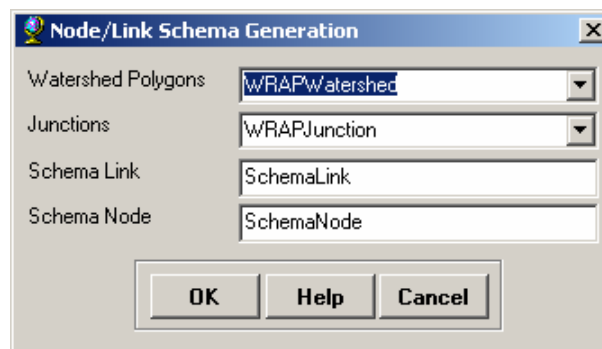 Node/Link Schema Generation
Watershed Polygons WRAPWatershed
Junctions WRAPJunction
Schema Link SchemaLink
Schema Node SchemaNode
OK Help Cancel